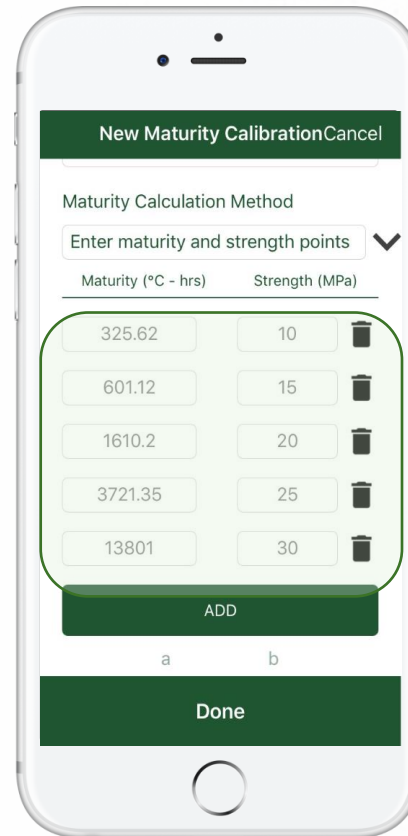 New Maturity Calibration Cancel
Maturity Calculation Method
Enter maturity and strength points
Maturity (°C - hrs) Strength (MPa)
325.62 10
601.12 15
1610.2 20
3721.35 25
13801 30
ADD
a b
Done